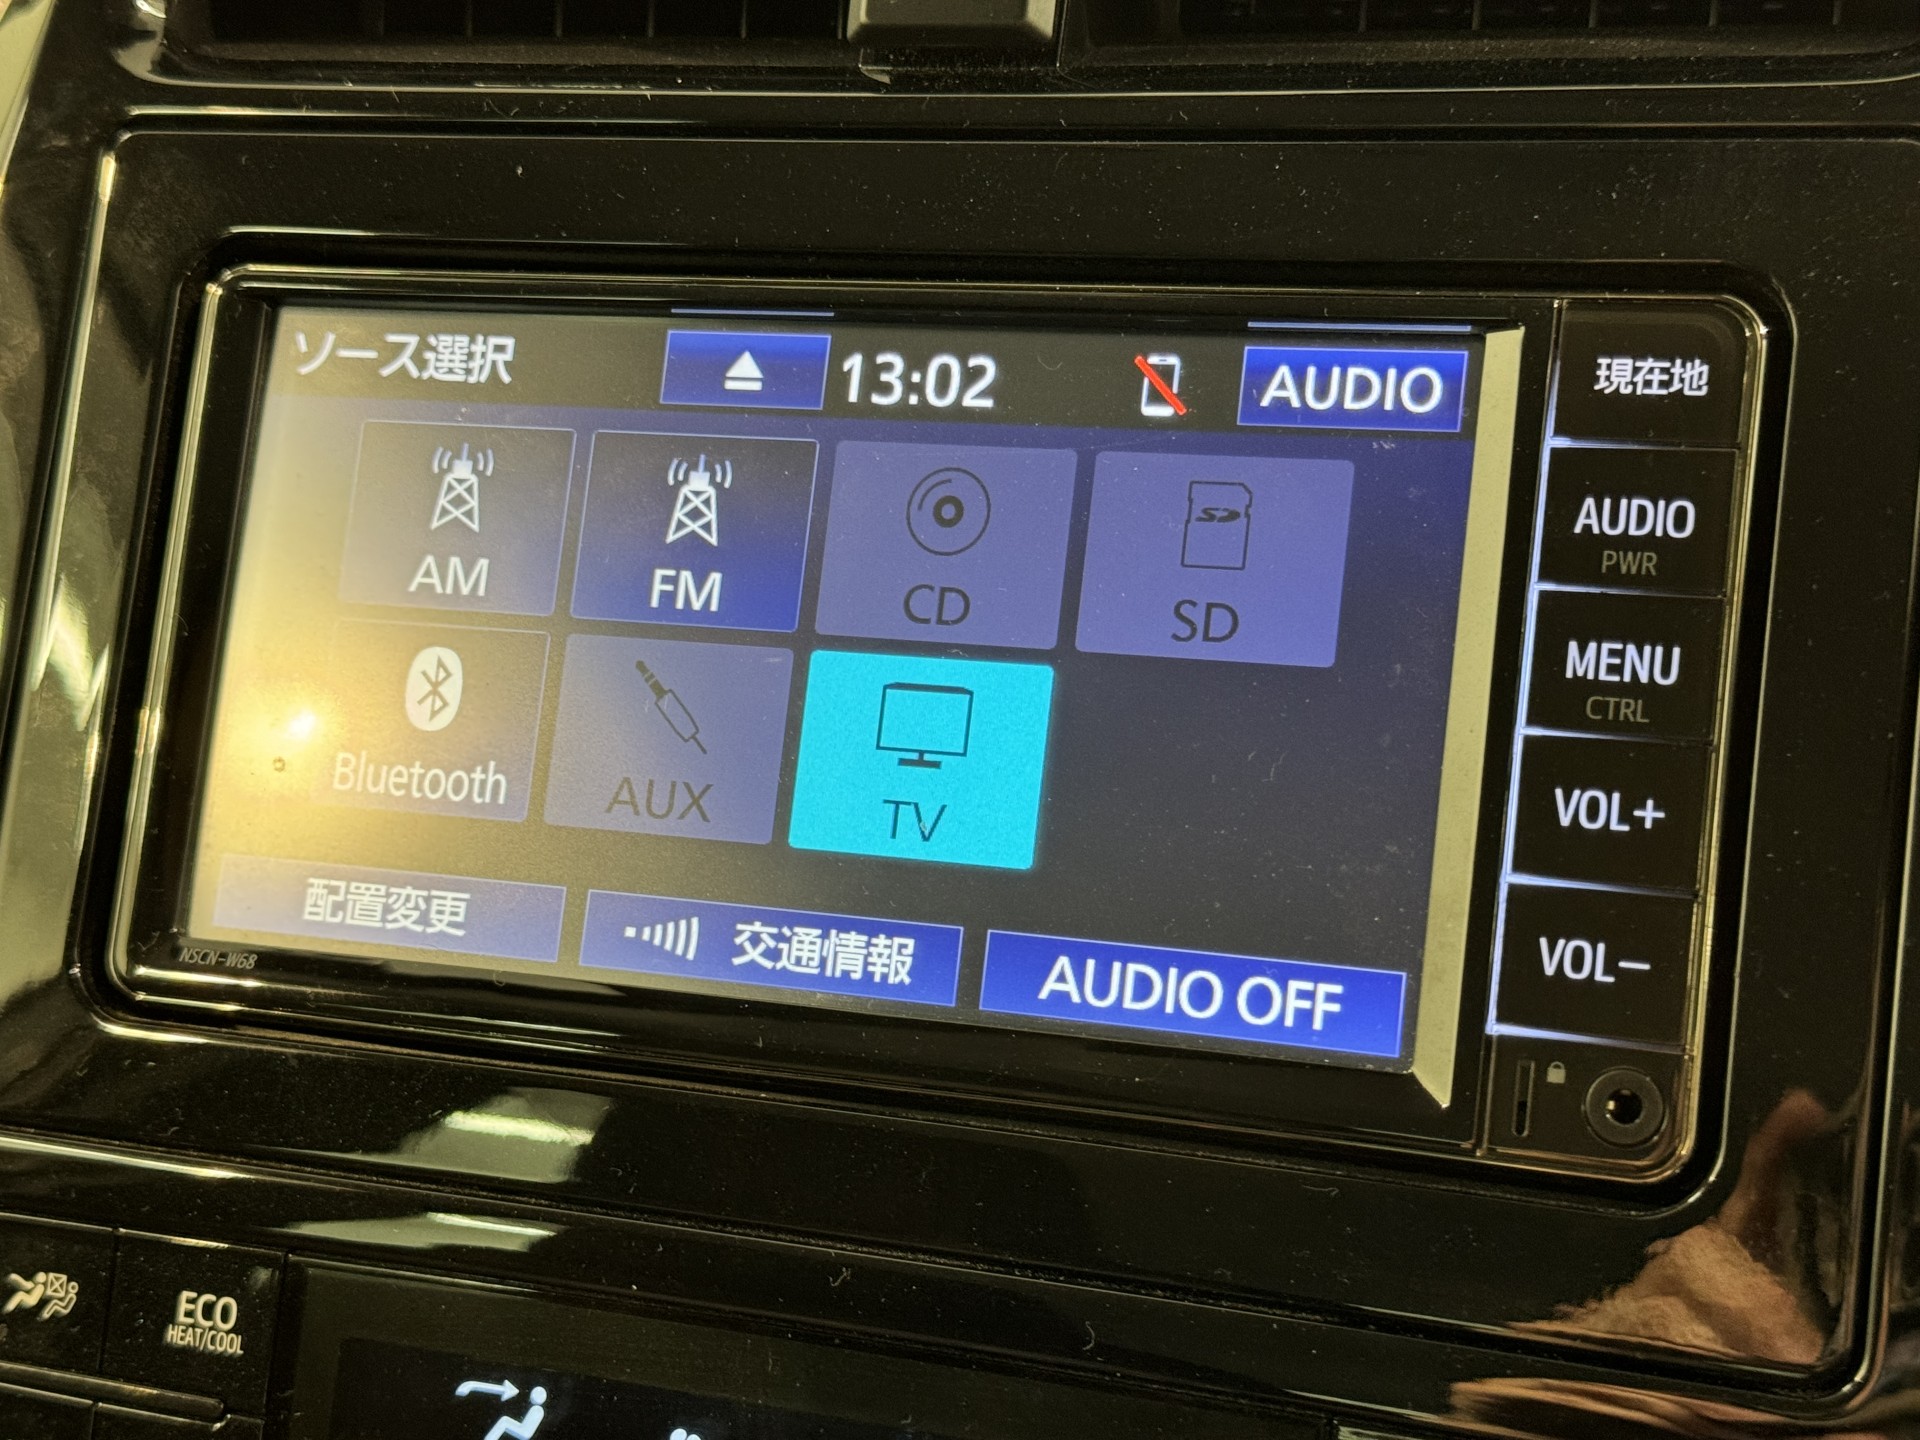 ソース選択
13:02
AUDIO
AM
FM
CD
SD
Bluetooth
AUX
TV
配置変更
交通情報
AUDIO OFF
NSCN-W68
現在地
AUDIO
PWR
MENU
CTRL
VOL+
VOL−
ECO
HEAT/COOL